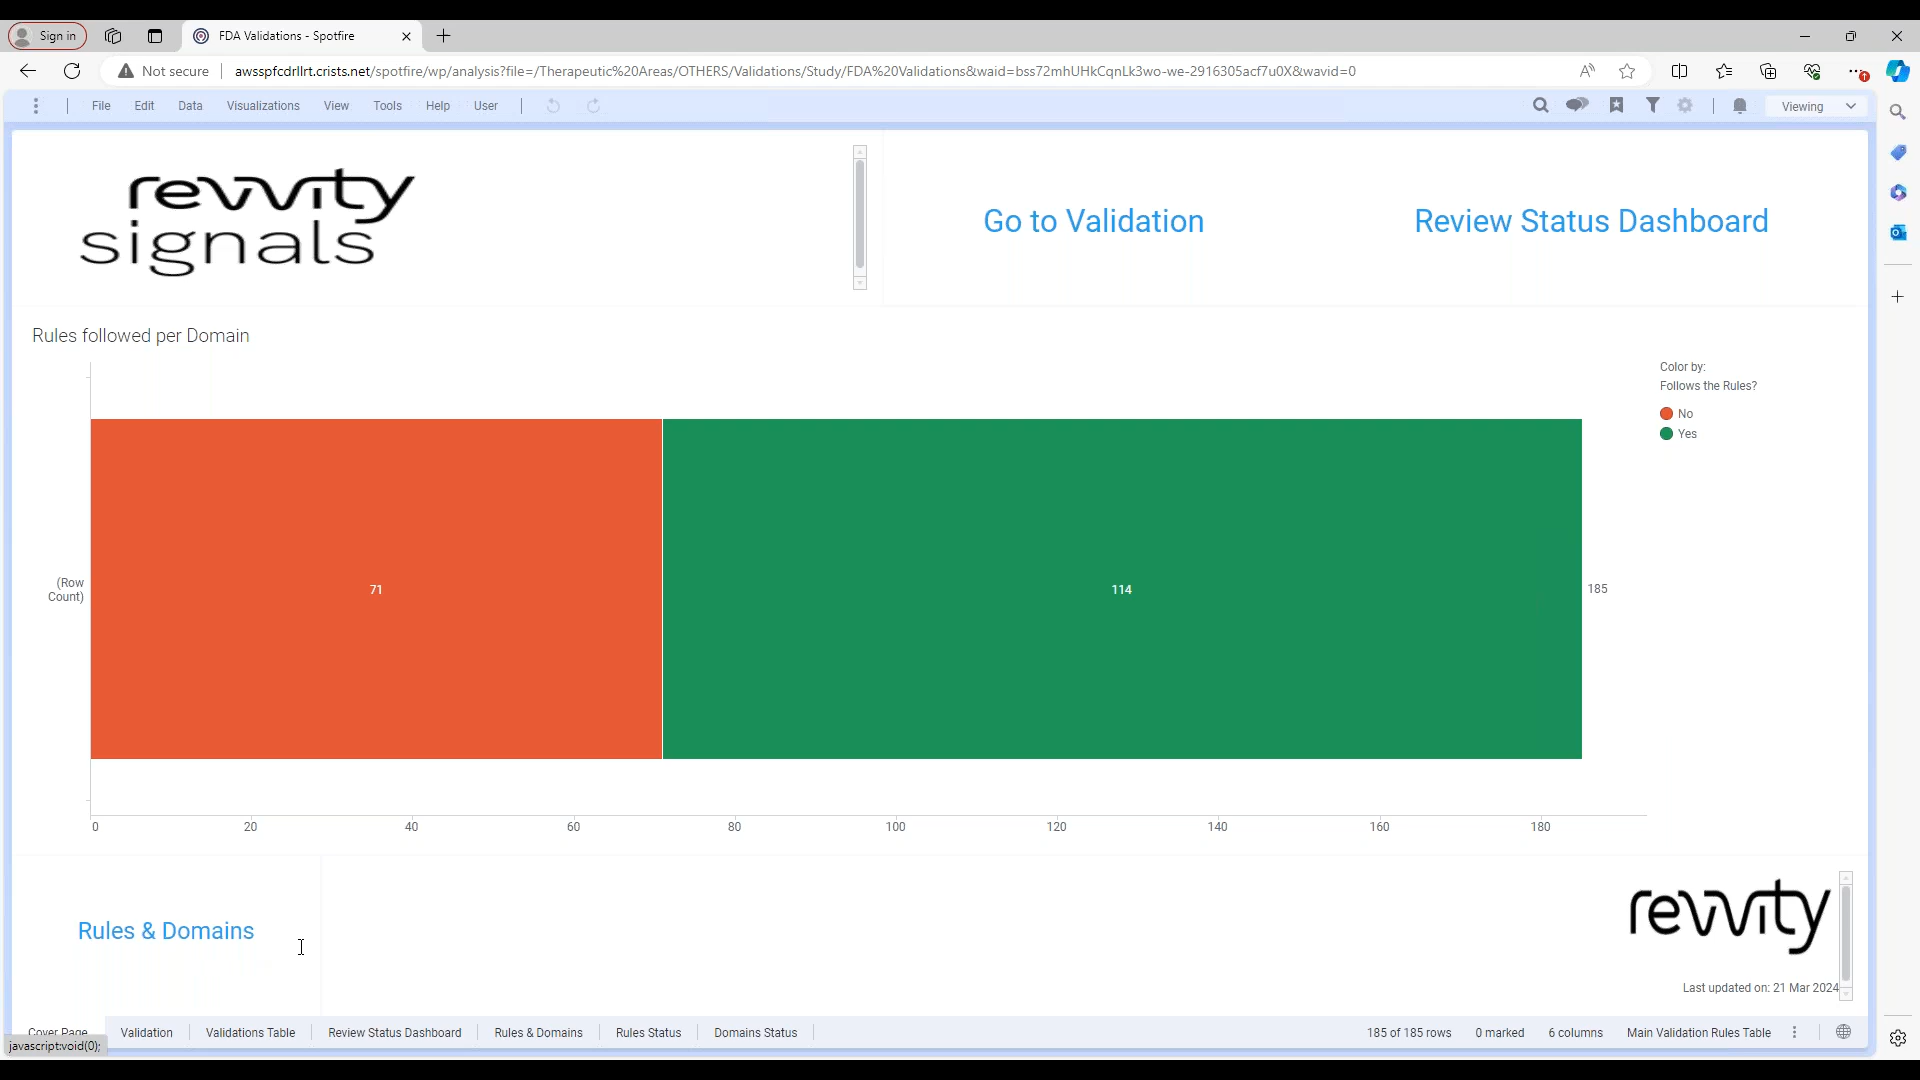 Sign in
FDA Validations - Spotfire
Not secure
awsspfcdrllrt.crists.net/spotfire/wp/analysis?file=/Therapeutic%20Areas/OTHERS/Validations/Study/FDA%20Validations&waid=bss72mhUHkCqnLk3wo-we-2916305acf7u0X&wavid=0
File Edit Data Visualizations View Tools Help User
Viewing
revvity
signals
Go to Validation
Review Status Dashboard
Rules followed per Domain
Color by:
Follows the Rules?
No
Yes
(Row
Count)
71
114
185
0 20 40 60 80 100 120 140 160 180
Rules & Domains
revvity
Last updated on: 21 Mar 2024
Cover Page Validation Validations Table Review Status Dashboard Rules & Domains Rules Status Domains Status
185 of 185 rows 0 marked 6 columns Main Validation Rules Table
javascript:void(0);